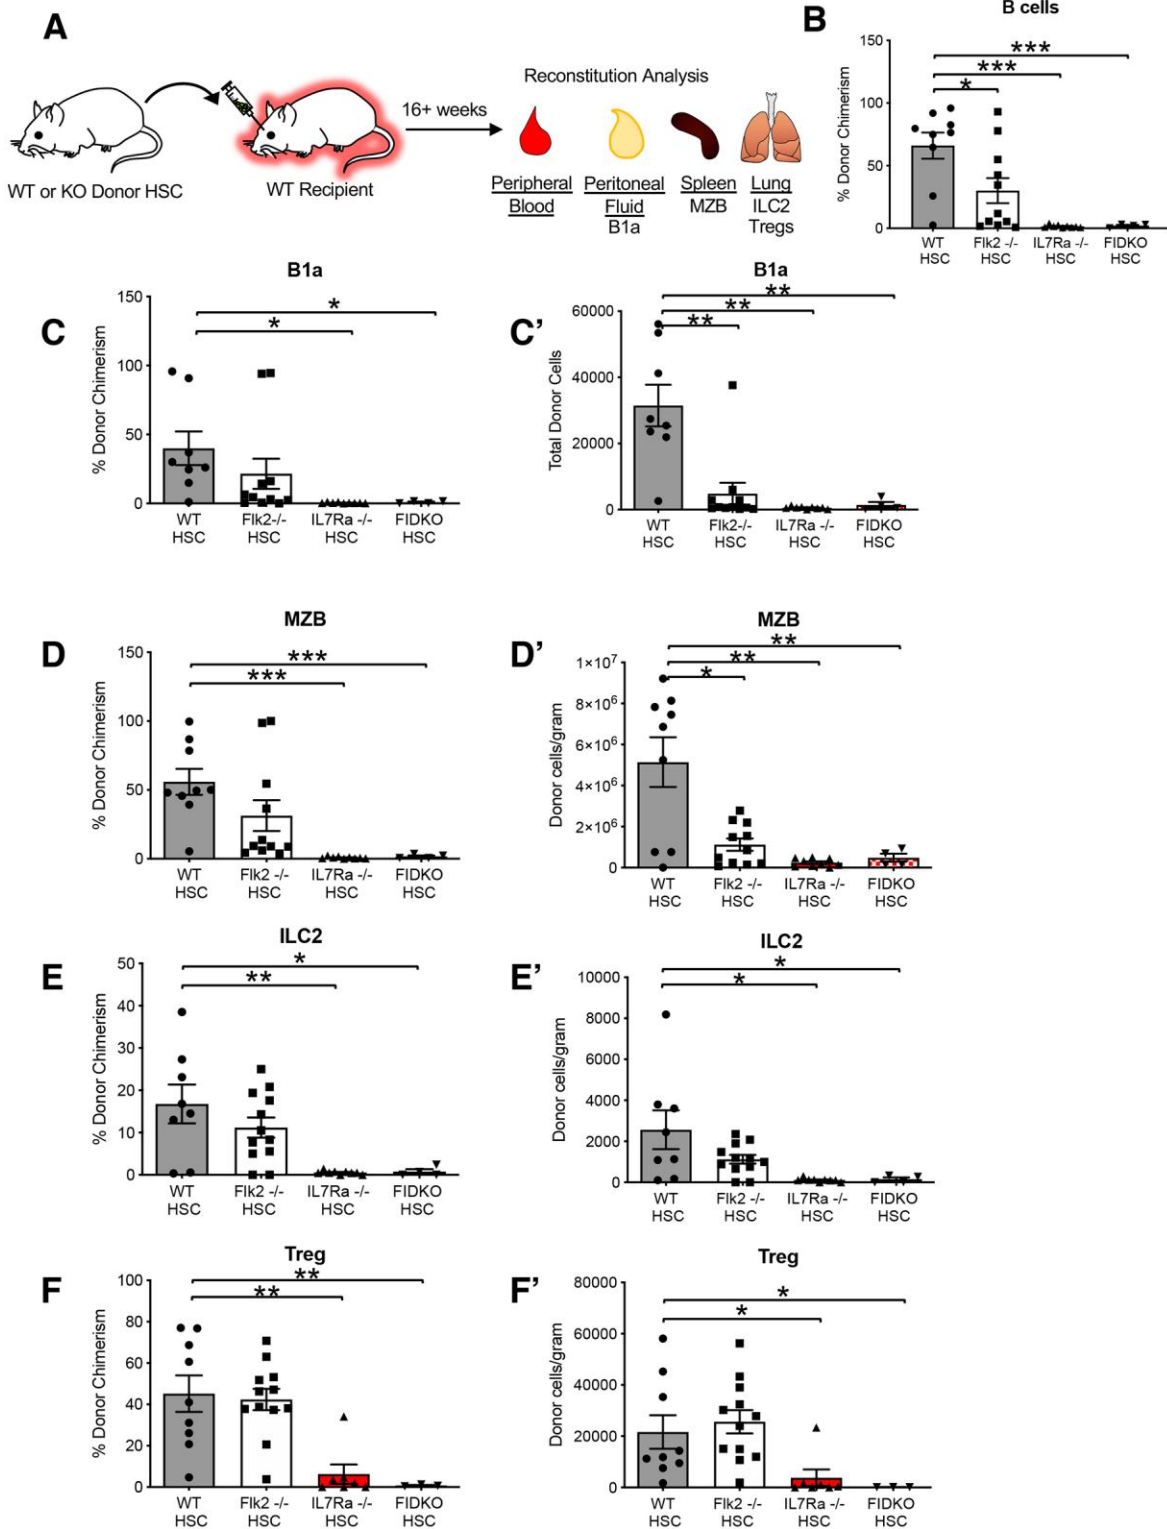 A
WT or KO Donor HSC
WT Recipient
16+ weeks
Reconstitution Analysis
Peripheral
Blood
Peritoneal
Fluid
B1a
Spleen
MZB
Lung
ILC2
Tregs
B
B cells
% Donor Chimerism
150
100
50
0
***
***
*
WT
HSC
Flk2 -/-
HSC
IL7Ra -/-
HSC
FIDKO
HSC
C
B1a
% Donor Chimerism
150
100
50
0
*
*
WT
HSC
Flk2-/-
HSC
IL7Ra -/-
HSC
FIDKO
HSC
C'
B1a
Total Donor Cells
60000
40000
20000
0
**
**
**
WT
HSC
Flk2-/-
HSC
IL7Ra -/-
HSC
FIDKO
HSC
D
MZB
% Donor Chimerism
150
100
50
0
***
***
WT
HSC
Flk2 -/-
HSC
IL7Ra -/-
HSC
FIDKO
HSC
D'
MZB
Donor cells/gram
1×10⁷
8×10⁶
6×10⁶
4×10⁶
2×10⁶
0
**
**
*
WT
HSC
Flk2 -/-
HSC
IL7Ra -/-
HSC
FIDKO
HSC
E
ILC2
% Donor Chimerism
50
40
30
20
10
0
*
**
WT
HSC
Flk2 -/-
HSC
IL7Ra -/-
HSC
FIDKO
HSC
E'
ILC2
Donor cells/gram
10000
8000
6000
4000
2000
0
*
*
WT
HSC
Flk2 -/-
HSC
IL7Ra -/-
HSC
FIDKO
HSC
F
Treg
% Donor Chimerism
100
80
60
40
20
0
**
**
WT
HSC
Flk2 -/-
HSC
IL7Ra -/-
HSC
FIDKO
HSC
F'
Treg
Donor cells/gram
80000
60000
40000
20000
0
*
*
WT
HSC
Flk2 -/-
HSC
IL7Ra -/-
HSC
FIDKO
HSC